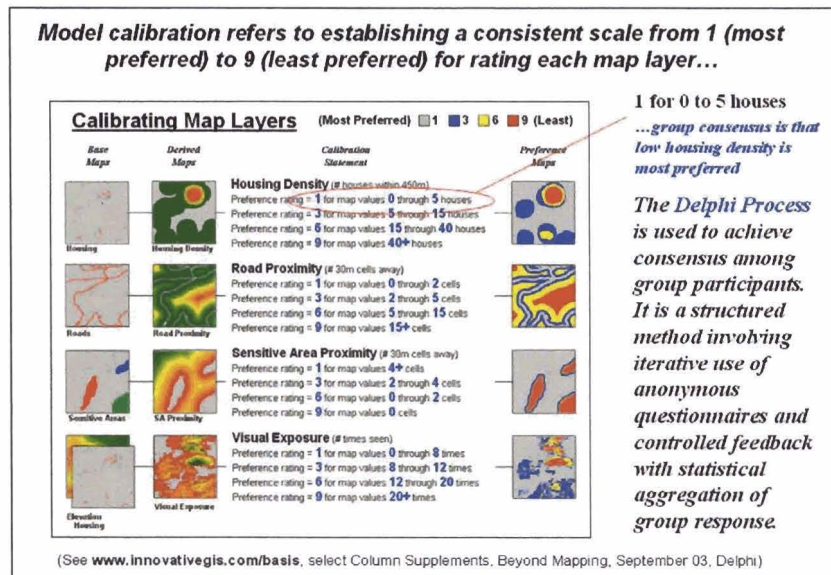 Model calibration refers to establishing a consistent scale from 1 (most
preferred) to 9 (least preferred) for rating each map layer…
Calibrating Map Layers
(Most Preferred) 1 3 6 9 (Least)
Base
Maps
Derived
Maps
Calibration
Statement
Preference
Maps
Housing
Housing Density
Housing Density (# houses within 450m)
Preference rating = 1 for map values 0 through 5 houses
Preference rating = 3 for map values 5 through 15 houses
Preference rating = 6 for map values 15 through 40 houses
Preference rating = 9 for map values 40+ houses
Roads
Road Proximity
Road Proximity (# 30m cells away)
Preference rating = 1 for map values 0 through 2 cells
Preference rating = 3 for map values 2 through 5 cells
Preference rating = 6 for map values 5 through 15 cells
Preference rating = 9 for map values 15+ cells
Sensitive Areas
SA Proximity
Sensitive Area Proximity (# 30m cells away)
Preference rating = 1 for map values 4+ cells
Preference rating = 3 for map values 2 through 4 cells
Preference rating = 6 for map values 0 through 2 cells
Preference rating = 9 for map values 0 cells
Elevation
Housing
Visual Exposure
Visual Exposure (# times seen)
Preference rating = 1 for map values 0 through 8 times
Preference rating = 3 for map values 8 through 12 times
Preference rating = 6 for map values 12 through 20 times
Preference rating = 9 for map values 20+ times
1 for 0 to 5 houses
…group consensus is that
low housing density is
most preferred
The Delphi Process
is used to achieve
consensus among
group participants.
It is a structured
method involving
iterative use of
anonymous
questionnaires and
controlled feedback
with statistical
aggregation of
group response.
(See www.innovativegis.com/basis, select Column Supplements, Beyond Mapping, September 03, Delphi)